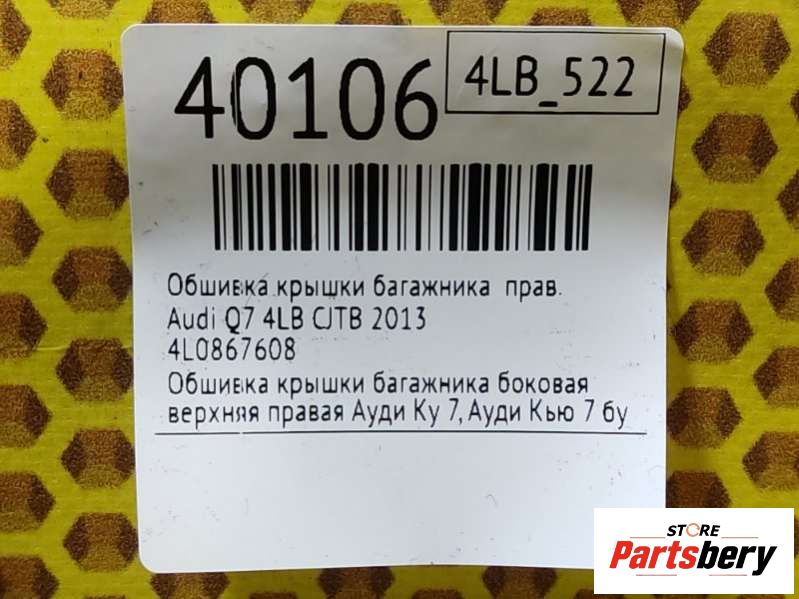 40106
4LB_522
Обшивка крышки багажника прав.
Audi Q7 4LB CJTB 2013
4L0867608
Обшивка крышки багажника боковая
верхняя правая Ауди Ку 7, Ауди Кью 7 бу
STORE
Partsbery